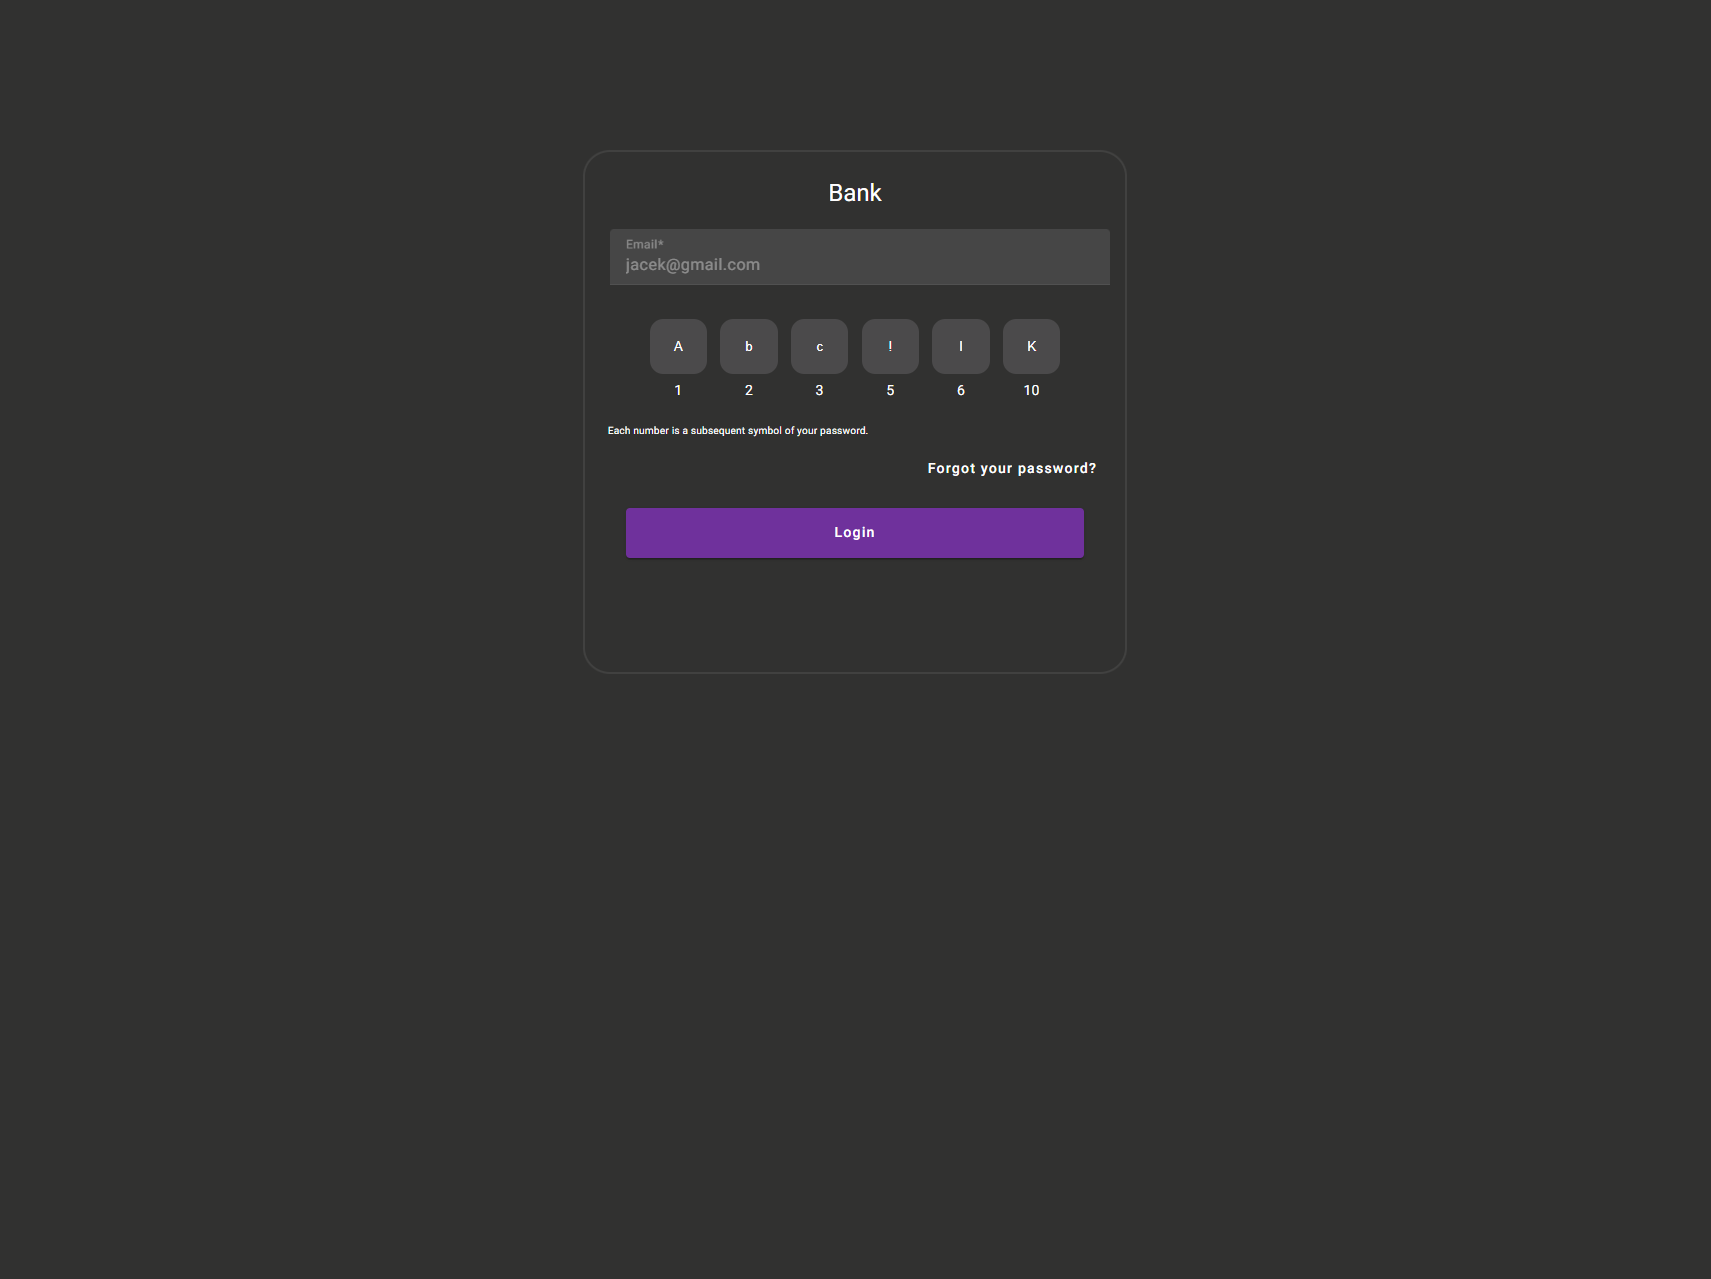 Bank
Email*
jacek@gmail.com
A b c ! I K
1 2 3 5 6 10
Each number is a subsequent symbol of your password.
Forgot your password?
Login